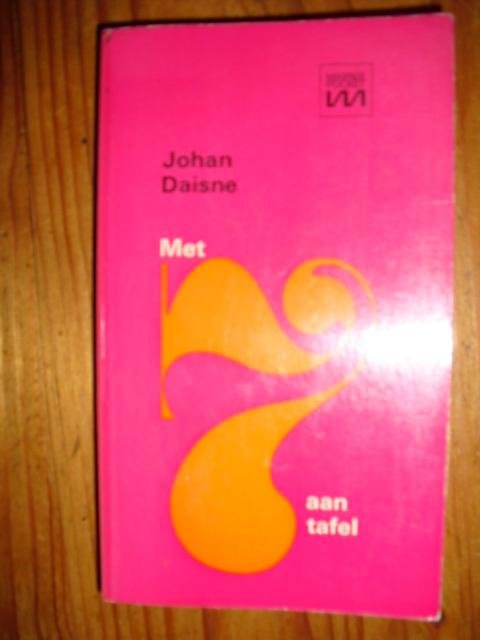 Johan
Daisne
Met
7
aan
tafel